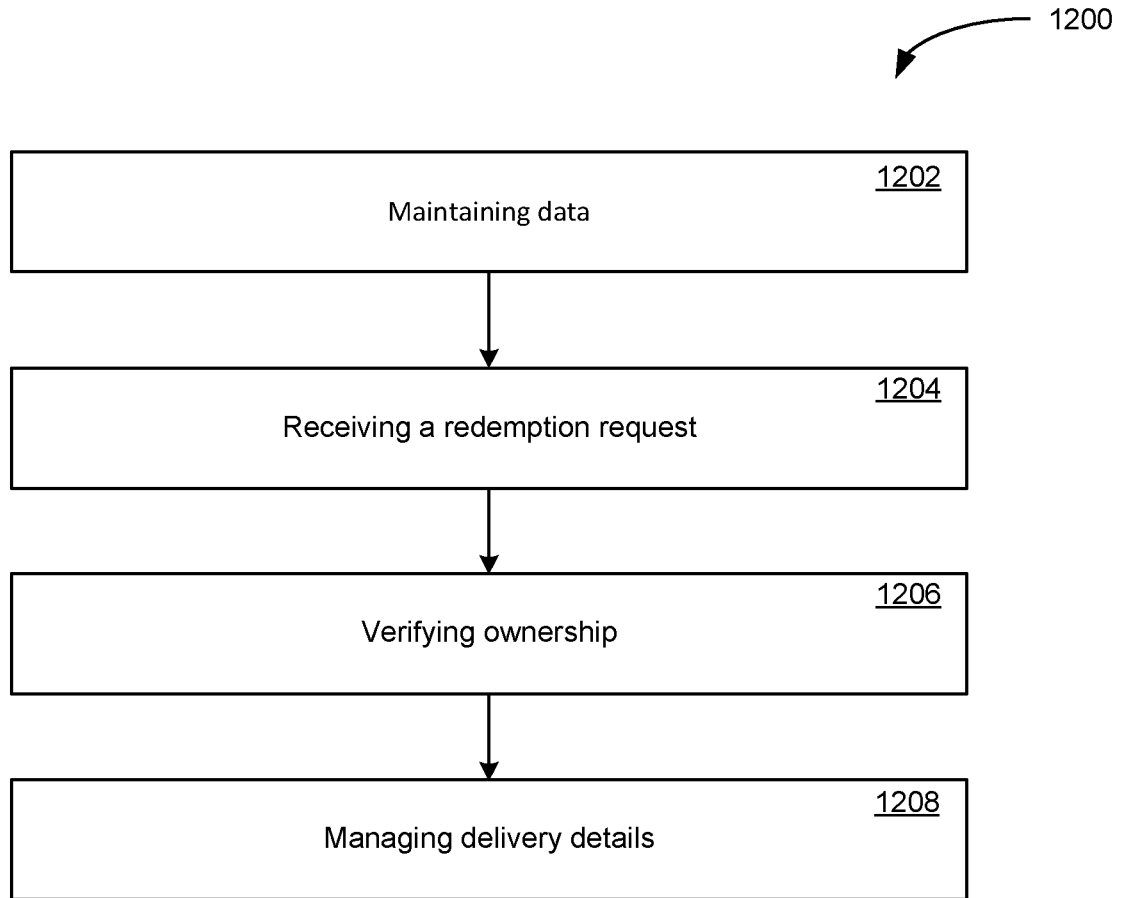 1200
1202
Maintaining data
1204
Receiving a redemption request
1206
Verifying ownership
1208
Managing delivery details